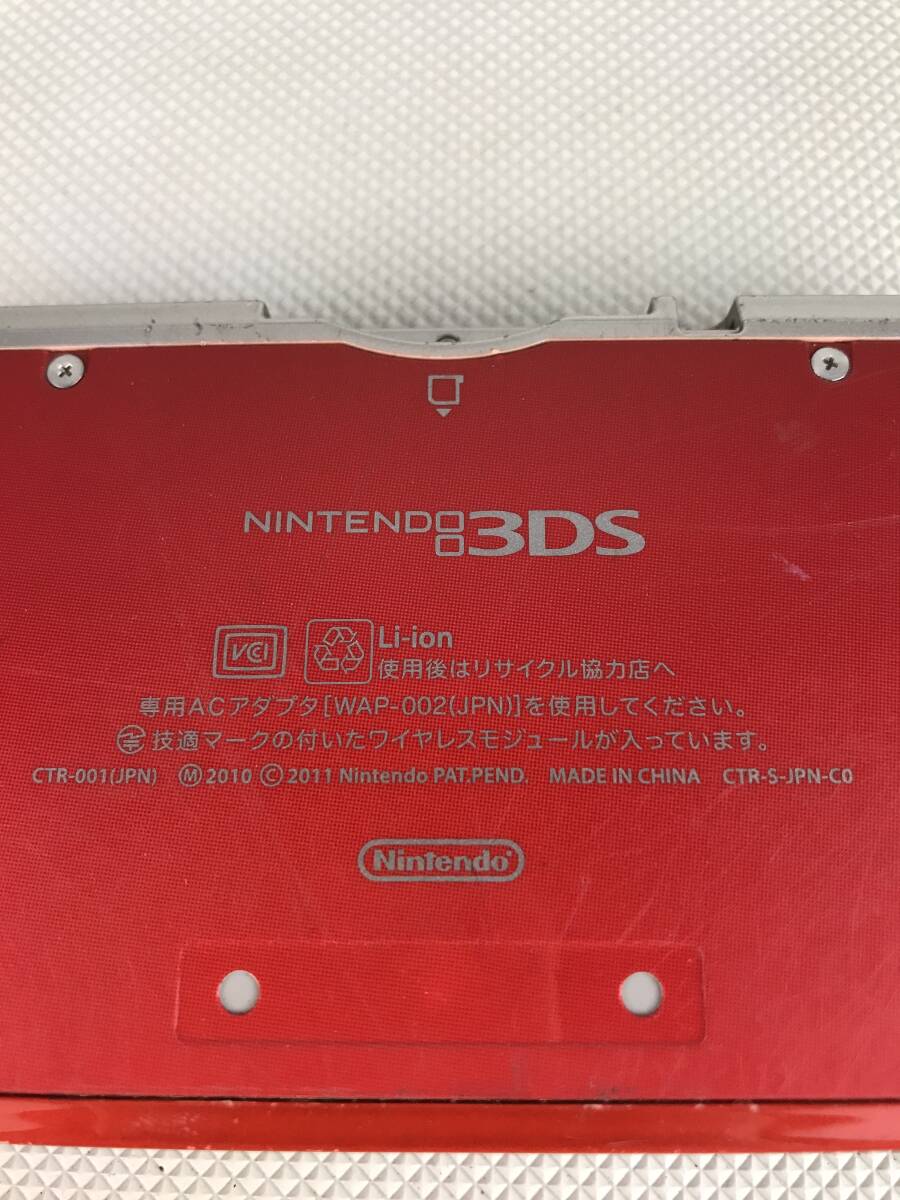 NINTENDO 3DS
VCCI Li-ion
使用後はリサイクル協力店へ
専用ACアダプタ[WAP-002(JPN)]を使用してください。
技適マークの付いたワイヤレスモジュールが入っています。
CTR-001(JPN) Ⓜ2010 ©2011 Nintendo PAT.PEND. MADE IN CHINA CTR-S-JPN-C0
Nintendo